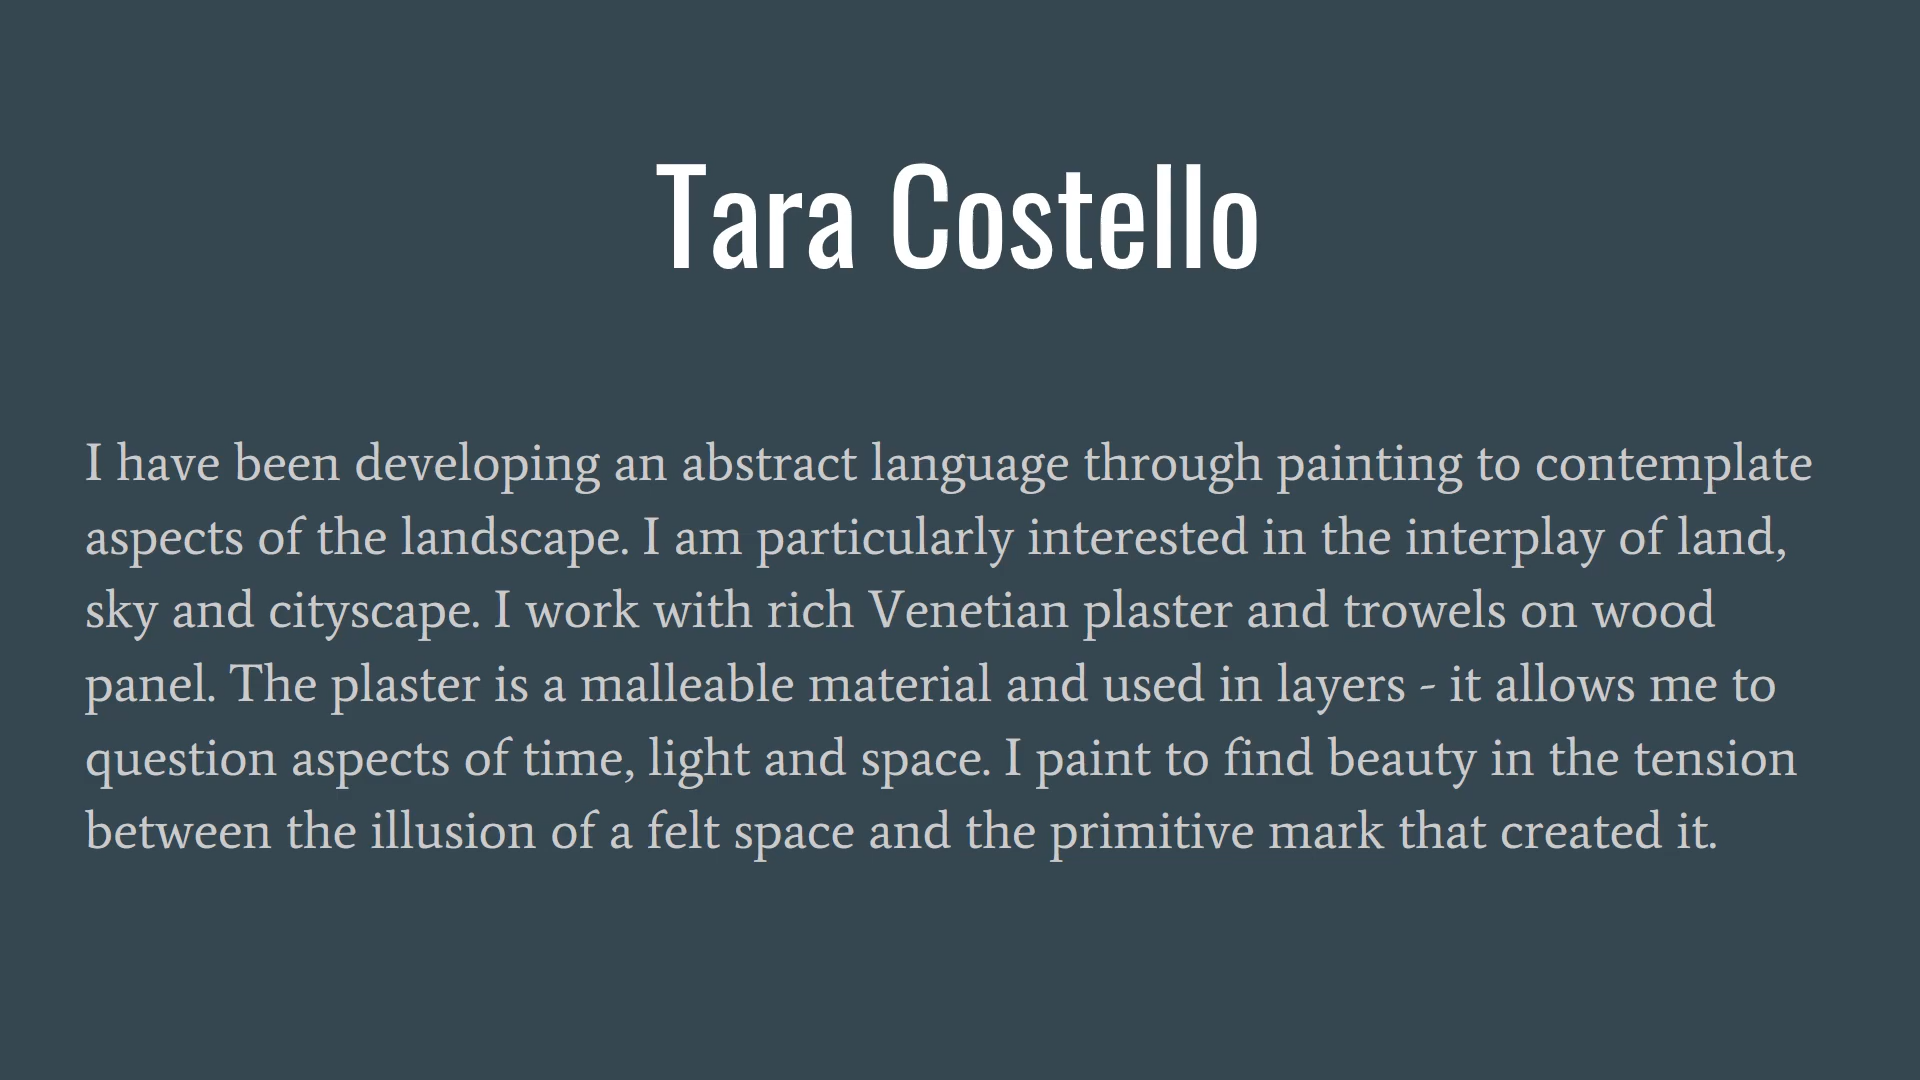 Tara Costello
I have been developing an abstract language through painting to contemplate
aspects of the landscape. I am particularly interested in the interplay of land,
sky and cityscape. I work with rich Venetian plaster and trowels on wood
panel. The plaster is a malleable material and used in layers - it allows me to
question aspects of time, light and space. I paint to find beauty in the tension
between the illusion of a felt space and the primitive mark that created it.